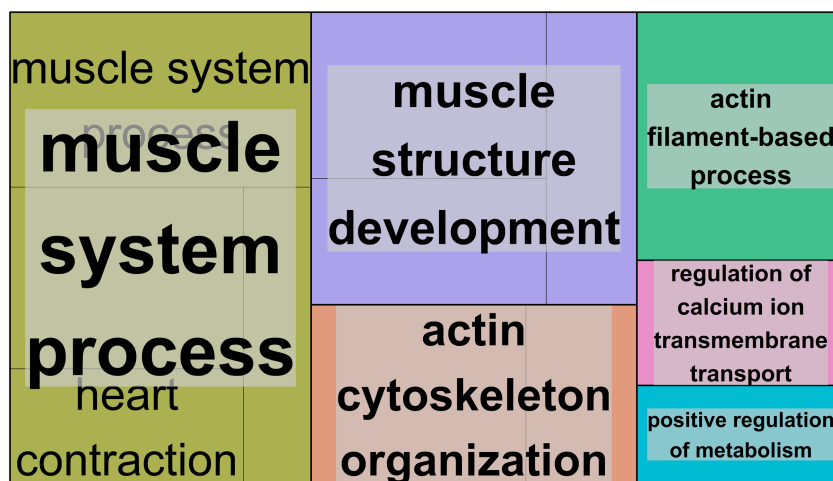 muscle system
process
muscle
system
process
heart
contraction
muscle
structure
development
actin
cytoskeleton
organization
actin
filament-based
process
regulation of
calcium ion
transmembrane
transport
positive regulation
of metabolism